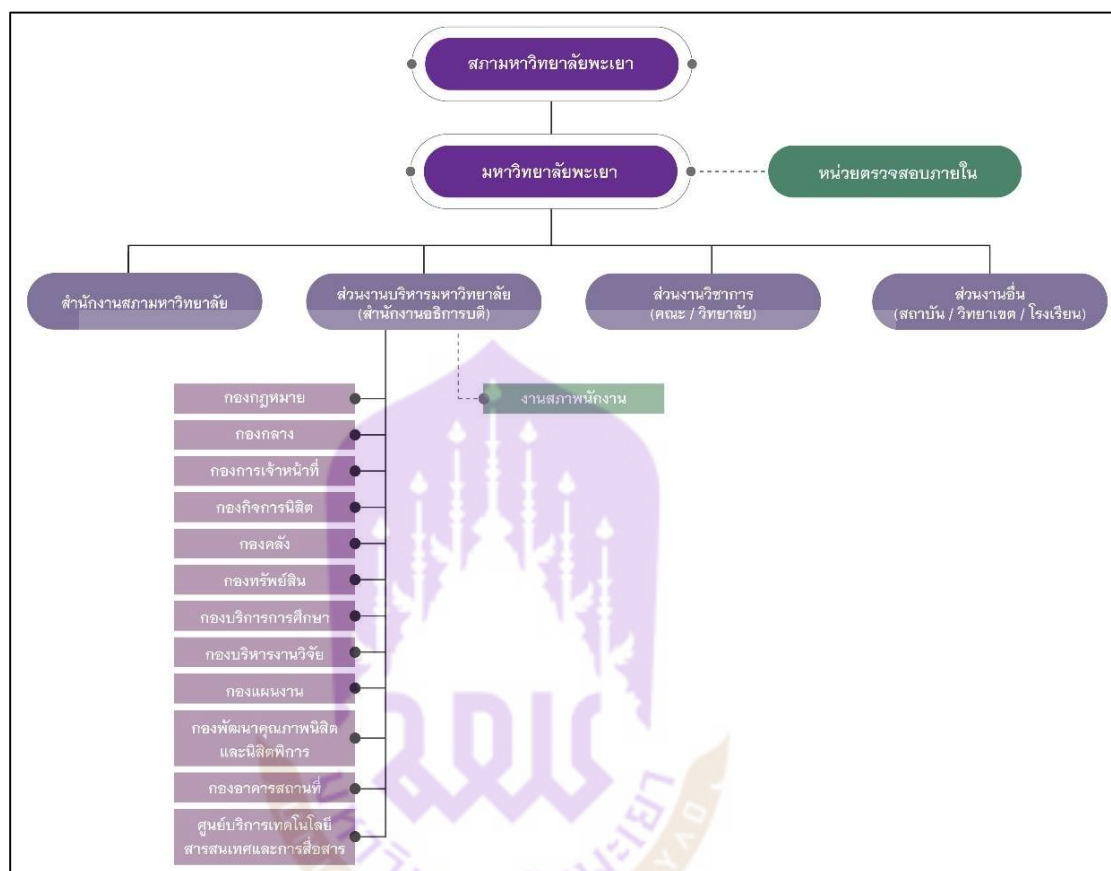 สภามหาวิทยาลัยพะเยา
มหาวิทยาลัยพะเยา
หน่วยตรวจสอบภายใน
สำนักงานสภามหาวิทยาลัย
ส่วนงานบริหารมหาวิทยาลัย
(สำนักงานอธิการบดี)
ส่วนงานวิชาการ
(คณะ / วิทยาลัย)
ส่วนงานอื่น
(สถาบัน / วิทยาเขต / โรงเรียน)
กองกฎหมาย
งานสภาพนักงาน
กองกลาง
กองการเจ้าหน้าที่
กองกิจการนิสิต
กองคลัง
กองทรัพย์สิน
กองบริการการศึกษา
กองบริหารงานวิจัย
กองแผนงาน
กองพัฒนาคุณภาพนิสิต
และนิสิตพิการ
กองอาคารสถานที่
ศูนย์บริการเทคโนโลยี
สารสนเทศและการสื่อสาร